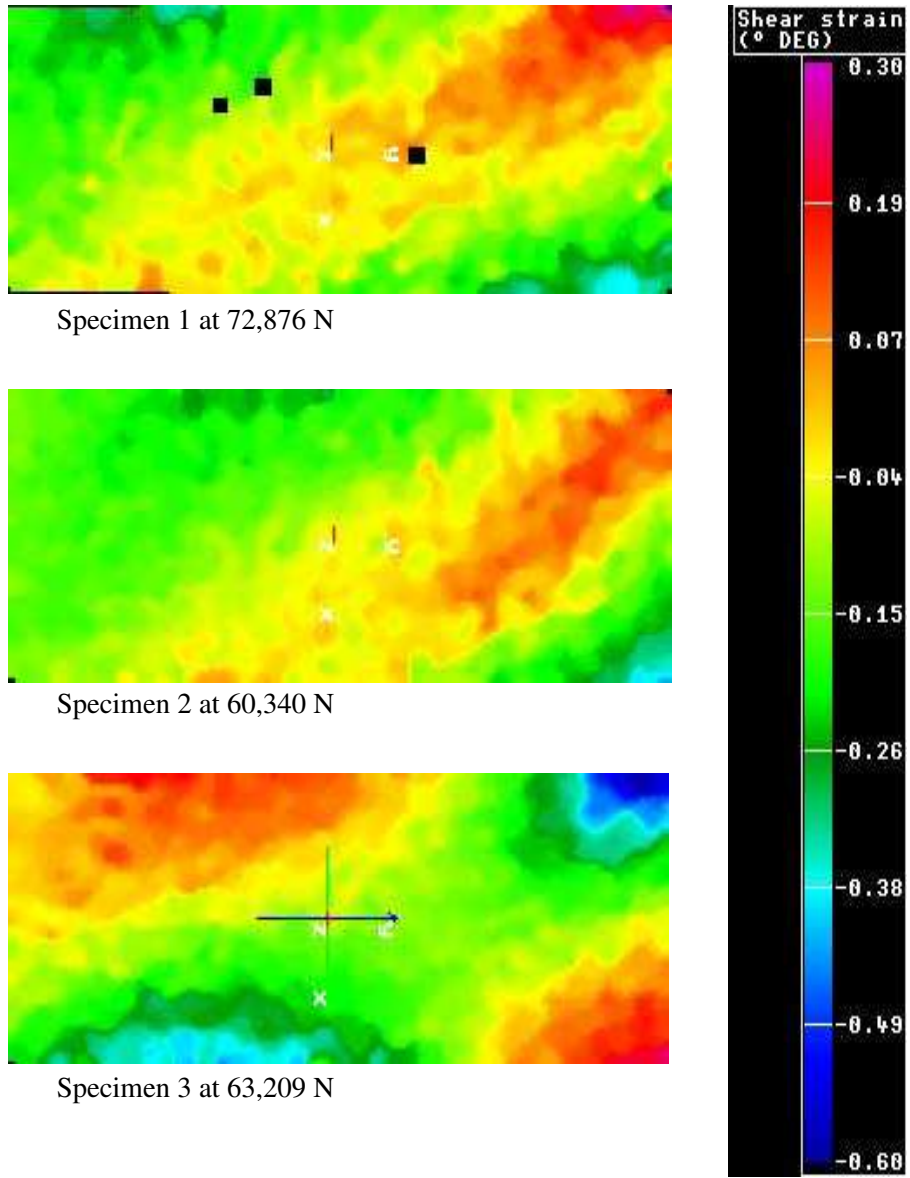 Shear strain
(° DEG)
0.30
0.19
0.07
-0.04
-0.15
-0.26
-0.38
-0.49
-0.60
Specimen 1 at 72,876 N
Specimen 2 at 60,340 N
Specimen 3 at 63,209 N